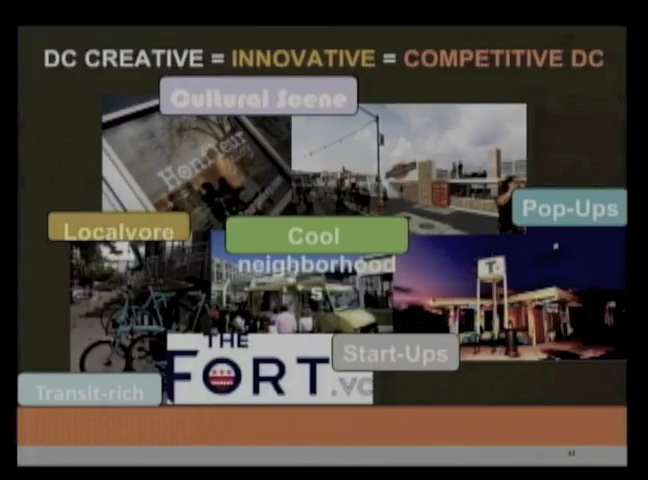 DC CREATIVE = INNOVATIVE = COMPETITIVE DC
Cultural Scene
Honfleur
Pop-Ups
Localvore
Cool
neighborhood
s
T
Start-Ups
THE
FORT.VC
Transit-rich